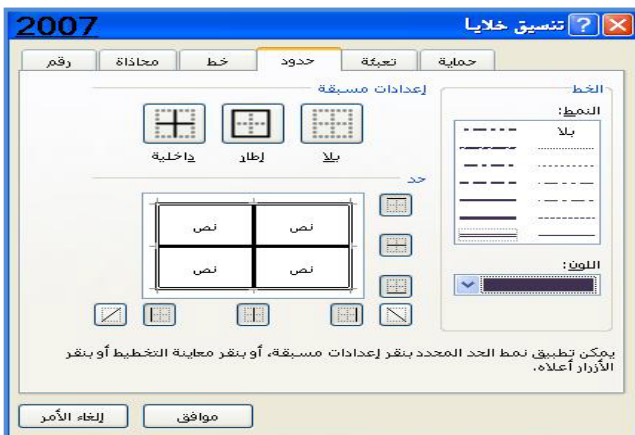 تنسيق خلايا
2007
رقم
محاذاة
خط
حدود
تعبئة
حماية
الخط
النمط:
بلا
اللون:
إعدادات مسبقة
بلا
إطار
داخلية
حد
نص
نص
نص
نص
يمكن تطبيق نمط الحد المحدد بنقر إعدادات مسبقة، أو بنقر معاينة التخطيط أو بنقر
الأزرار أعلاه.
موافق
إلغاء الأمر